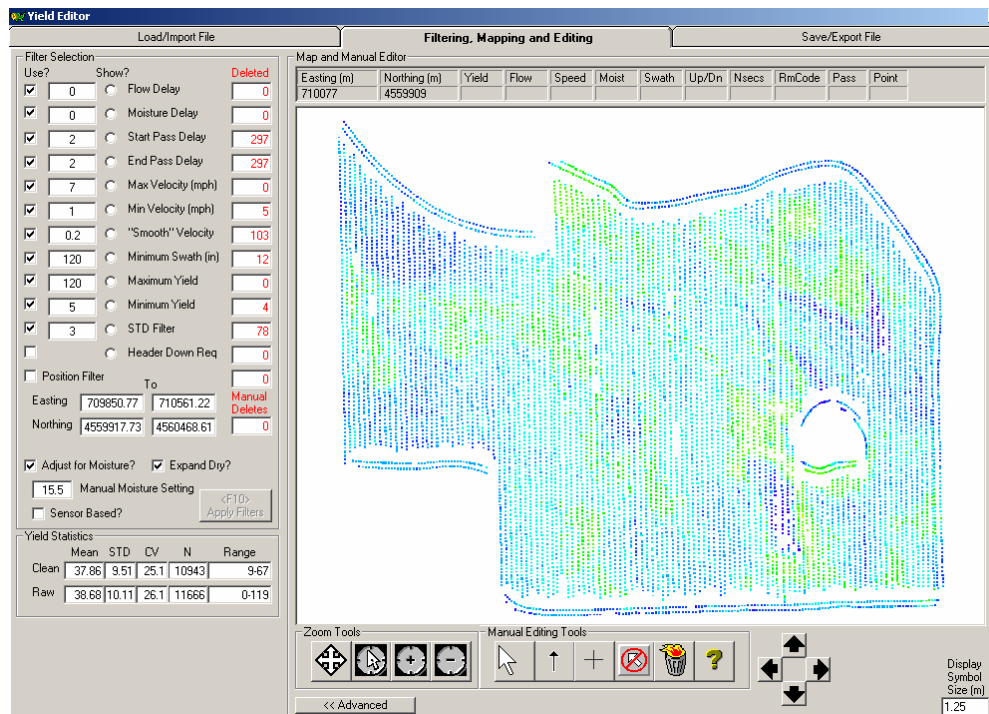 Yield Editor
Load/Import File Filtering, Mapping and Editing Save/Export File
Filter Selection
Use? Show? Deleted
0 Flow Delay 0
0 Moisture Delay 0
2 Start Pass Delay 297
2 End Pass Delay 297
7 Max Velocity (mph) 0
1 Min Velocity (mph) 5
0.2 "Smooth" Velocity 103
120 Minimum Swath (in) 12
120 Maximum Yield 0
5 Minimum Yield 4
3 STD Filter 78
Header Down Req 0
Position Filter 0
To
Easting 709850.77 710561.22 Manual Deletes
Northing 4559917.73 4560468.61 0
Adjust for Moisture? Expand Dry?
15.5 Manual Moisture Setting
Sensor Based?
<F10>
Apply Filters
Yield Statistics
Mean STD CV N Range
Clean 37.86 9.51 25.1 10943 9-67
Raw 38.68 10.11 26.1 11666 0-119
Map and Manual Editor
Easting (m) Northing (m) Yield Flow Speed Moist Swath Up/Dn Nsecs RmCode Pass Point
710077 4559909
Zoom Tools
Manual Editing Tools
?
<< Advanced
Display
Symbol
Size (m)
1.25